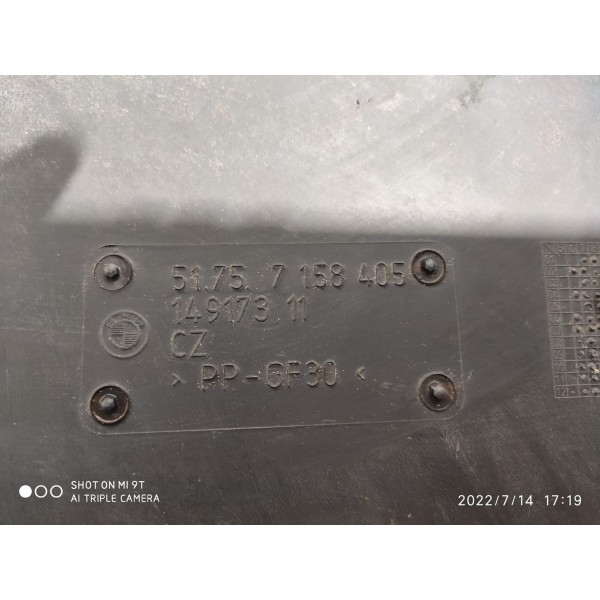 51.75. 7 158 405
149173 11
CZ
> PP-GF30 <
SHOT ON MI 9T
AI TRIPLE CAMERA
2022/7/14 17:19